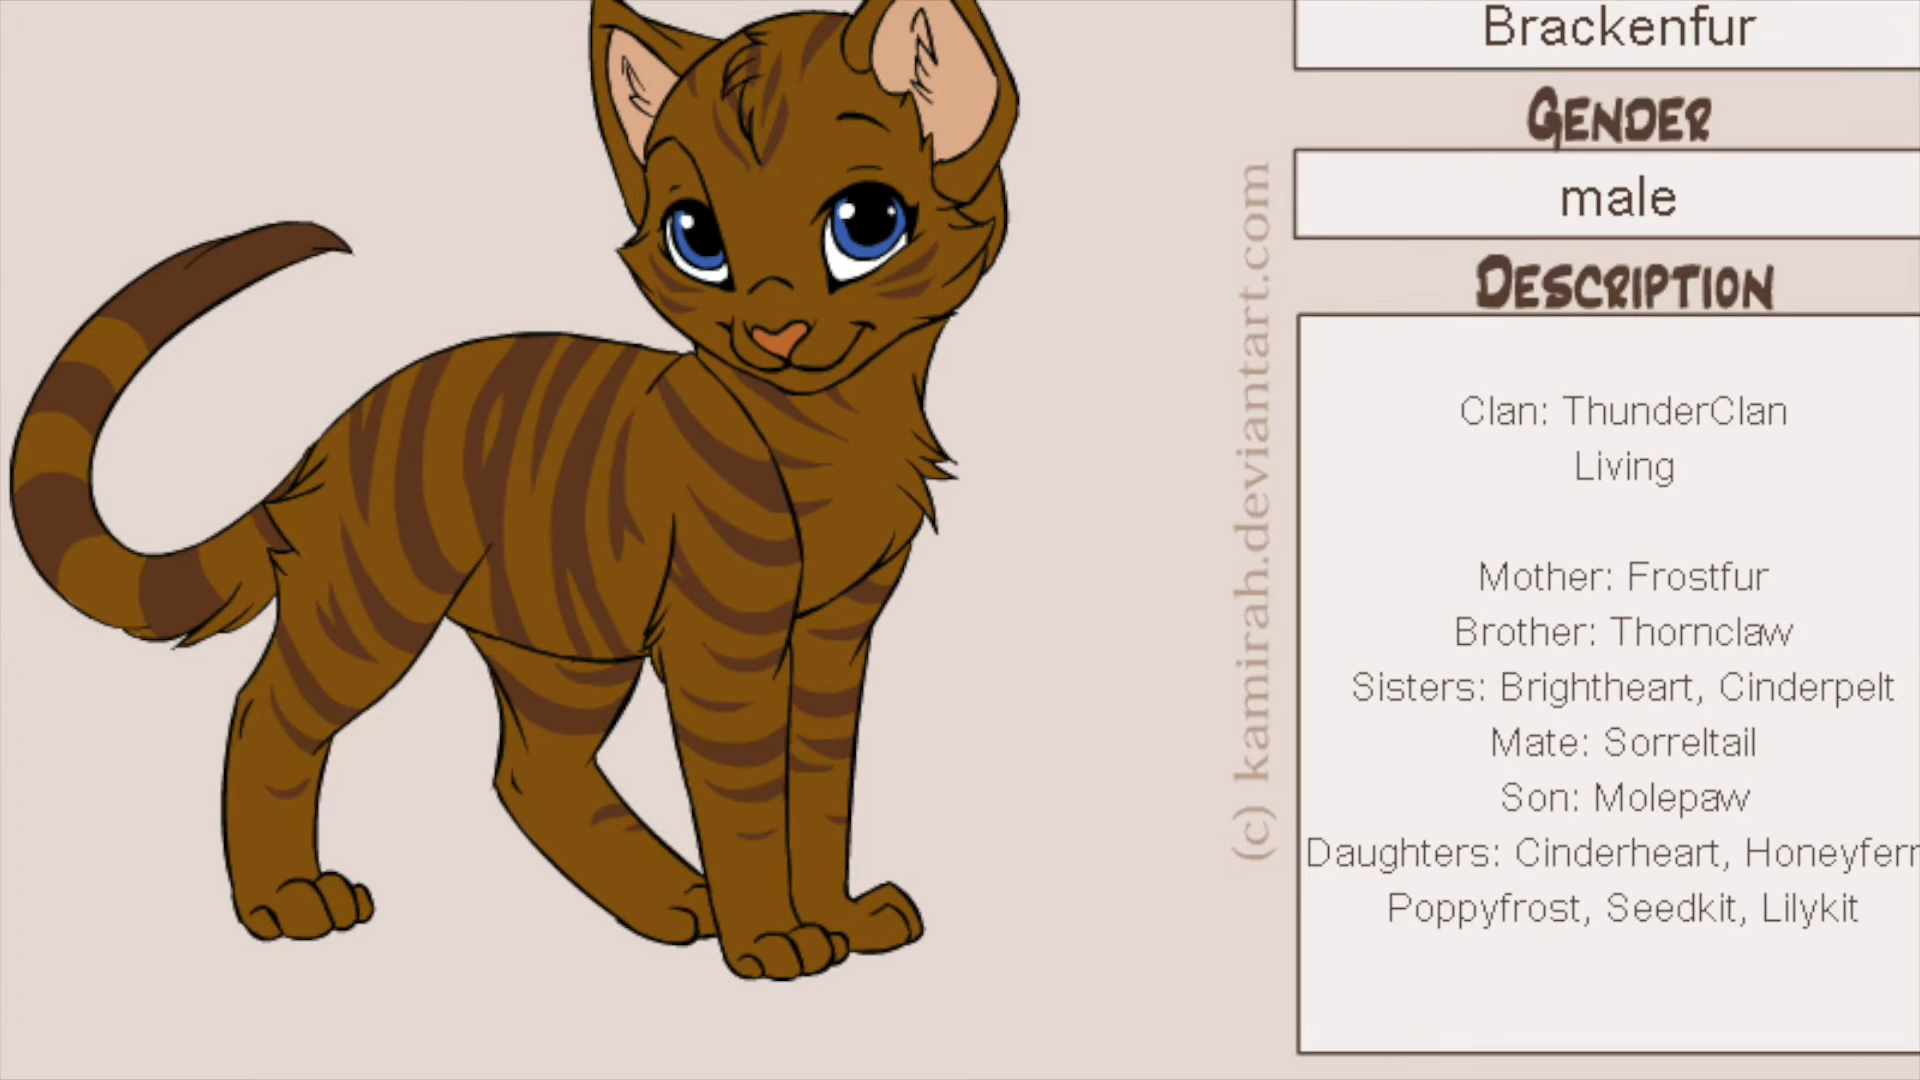 Brackenfur
GENDER
male
DESCRIPTION
Clan: ThunderClan
Living
Mother: Frostfur
Brother: Thornclaw
Sisters: Brightheart, Cinderpelt
Mate: Sorreltail
Son: Molepaw
Daughters: Cinderheart, Honeyfern
Poppyfrost, Seedkit, Lilykit
(c) kamirah.deviantart.com